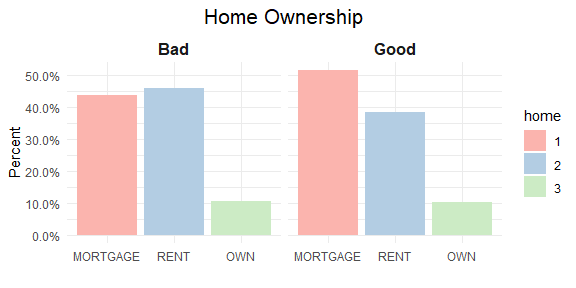 Home Ownership
Bad Good
Percent
50.0%
40.0%
30.0%
20.0%
10.0%
0.0%
MORTGAGE RENT OWN MORTGAGE RENT OWN
home
1
2
3